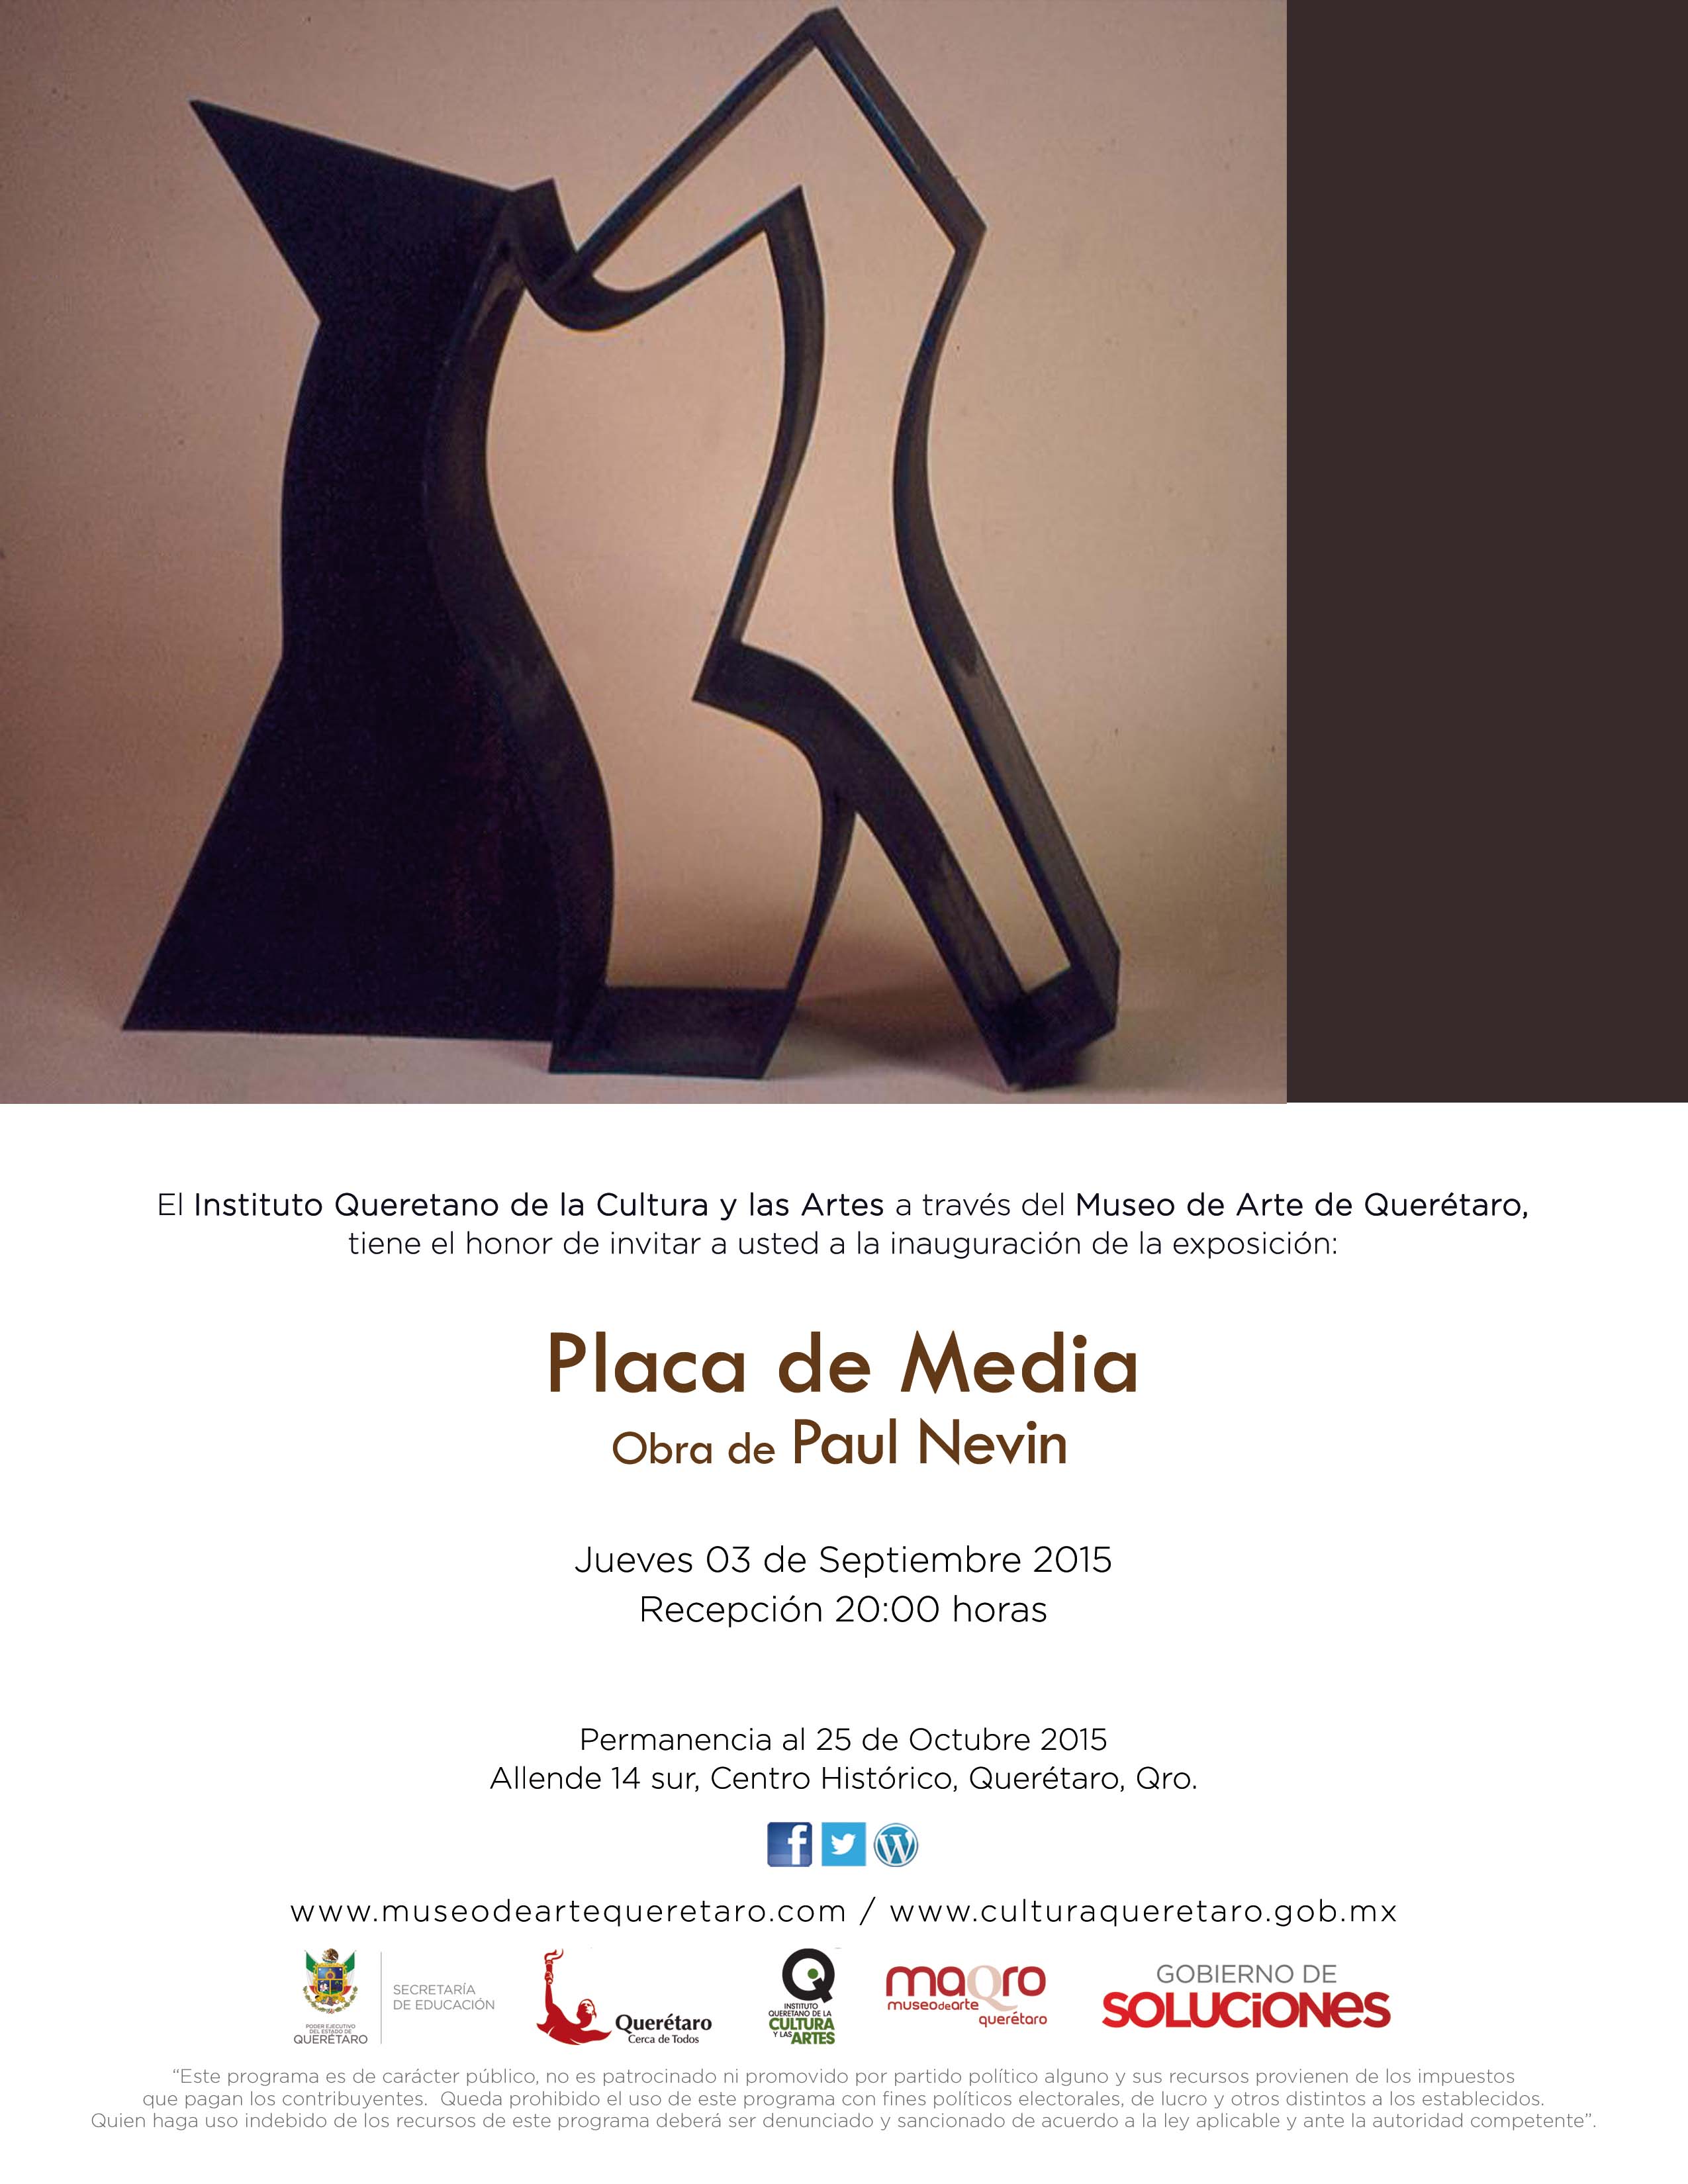 El Instituto Queretano de la Cultura y las Artes a través del Museo de Arte de Querétaro,
tiene el honor de invitar a usted a la inauguración de la exposición:
Placa de Media
Obra de Paul Nevin
Jueves 03 de Septiembre 2015
Recepción 20:00 horas
Permanencia al 25 de Octubre 2015
Allende 14 sur, Centro Histórico, Querétaro, Qro.
www.museodeartequeretaro.com / www.culturaqueretaro.gob.mx
PODER EJECUTIVO
DEL ESTADO DE
QUERÉTARO
SECRETARÍA
DE EDUCACIÓN
Querétaro
Cerca de Todos
INSTITUTO
QUERETANO DE LA
CULTURA
Y LAS ARTES
maQro
museodearte
querétaro
GOBIERNO DE
SOLUCiONes
“Este programa es de carácter público, no es patrocinado ni promovido por partido político alguno y sus recursos provienen de los impuestos
que pagan los contribuyentes. Queda prohibido el uso de este programa con fines políticos electorales, de lucro y otros distintos a los establecidos.
Quien haga uso indebido de los recursos de este programa deberá ser denunciado y sancionado de acuerdo a la ley aplicable y ante la autoridad competente”.